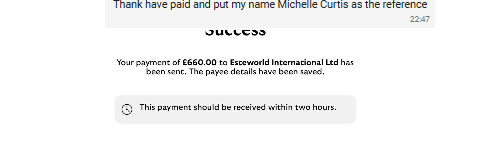 Thank have paid and put my name Michelle Curtis as the reference
22:47
Success
Your payment of £660.00 to Esteworld International Ltd has
been sent. The payee details have been saved.
This payment should be received within two hours.